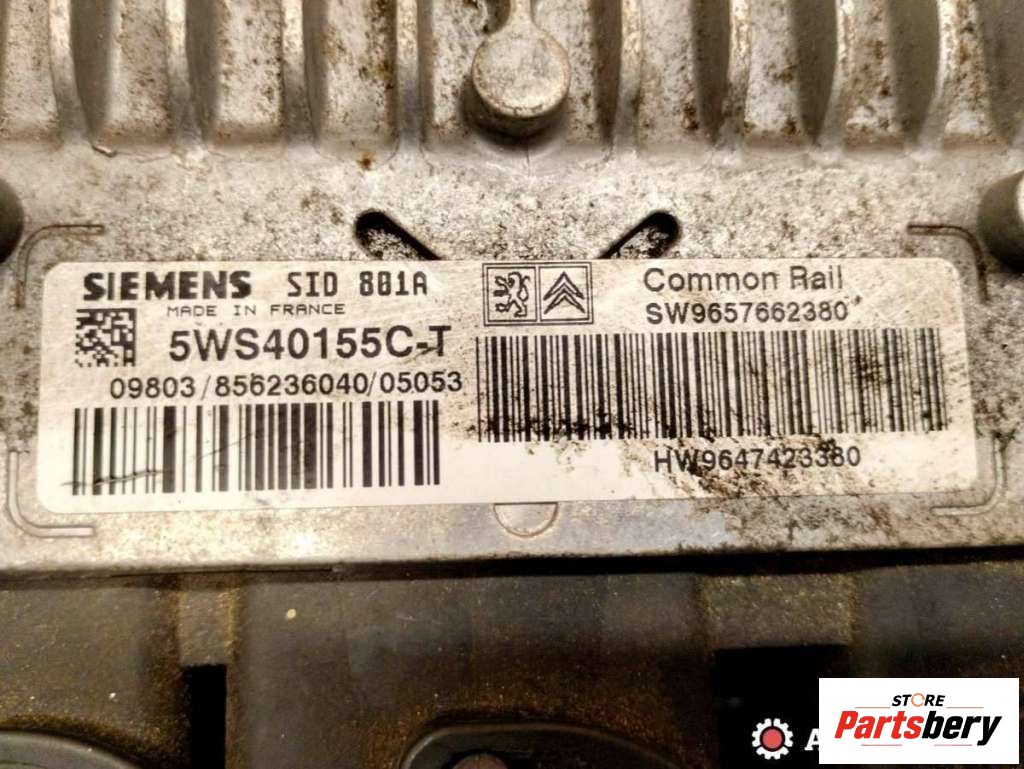 SIEMENS SID 801A
MADE IN FRANCE
5WS40155C-T
09803/856236040/05053
Common Rail
SW9657662380
HW9647423380
STORE
Partsbery